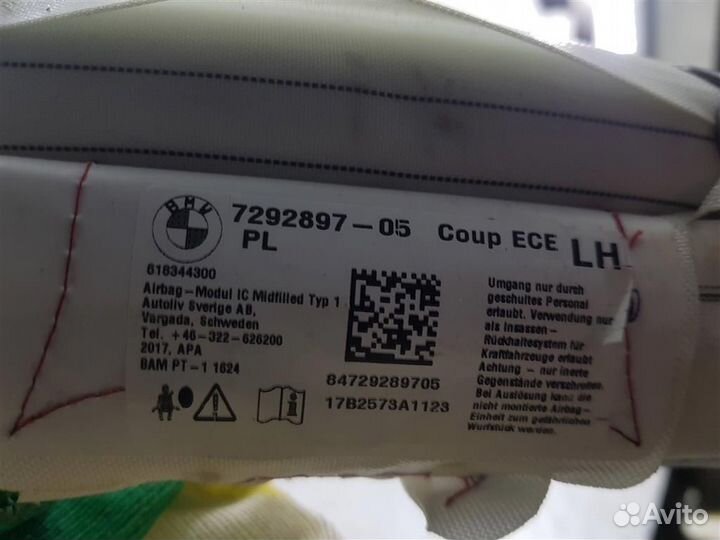 BMW
7292897-05 Coup ECE LH
PL
618344300
Airbag-Modul IC Midfilled Typ 1
Autoliv Sverige AB,
Vargada, Schweden
Tel. +46-322-626200
2017, APA
BAM PT-1 1624
84729289705
17B2573A1123
Umgang nur durch
geschultes Personal
erlaubt. Verwendung nur
als Insassen-
Rückhaltesystem für
Kraftfahrzeuge erlaubt
Achtung - nur inerte
Gegenstände verschreiben.
Bei Auslösung kann die
nicht montierte Airbag-
Einheit zum gefährlichen
Wurfstück werden.
Avito